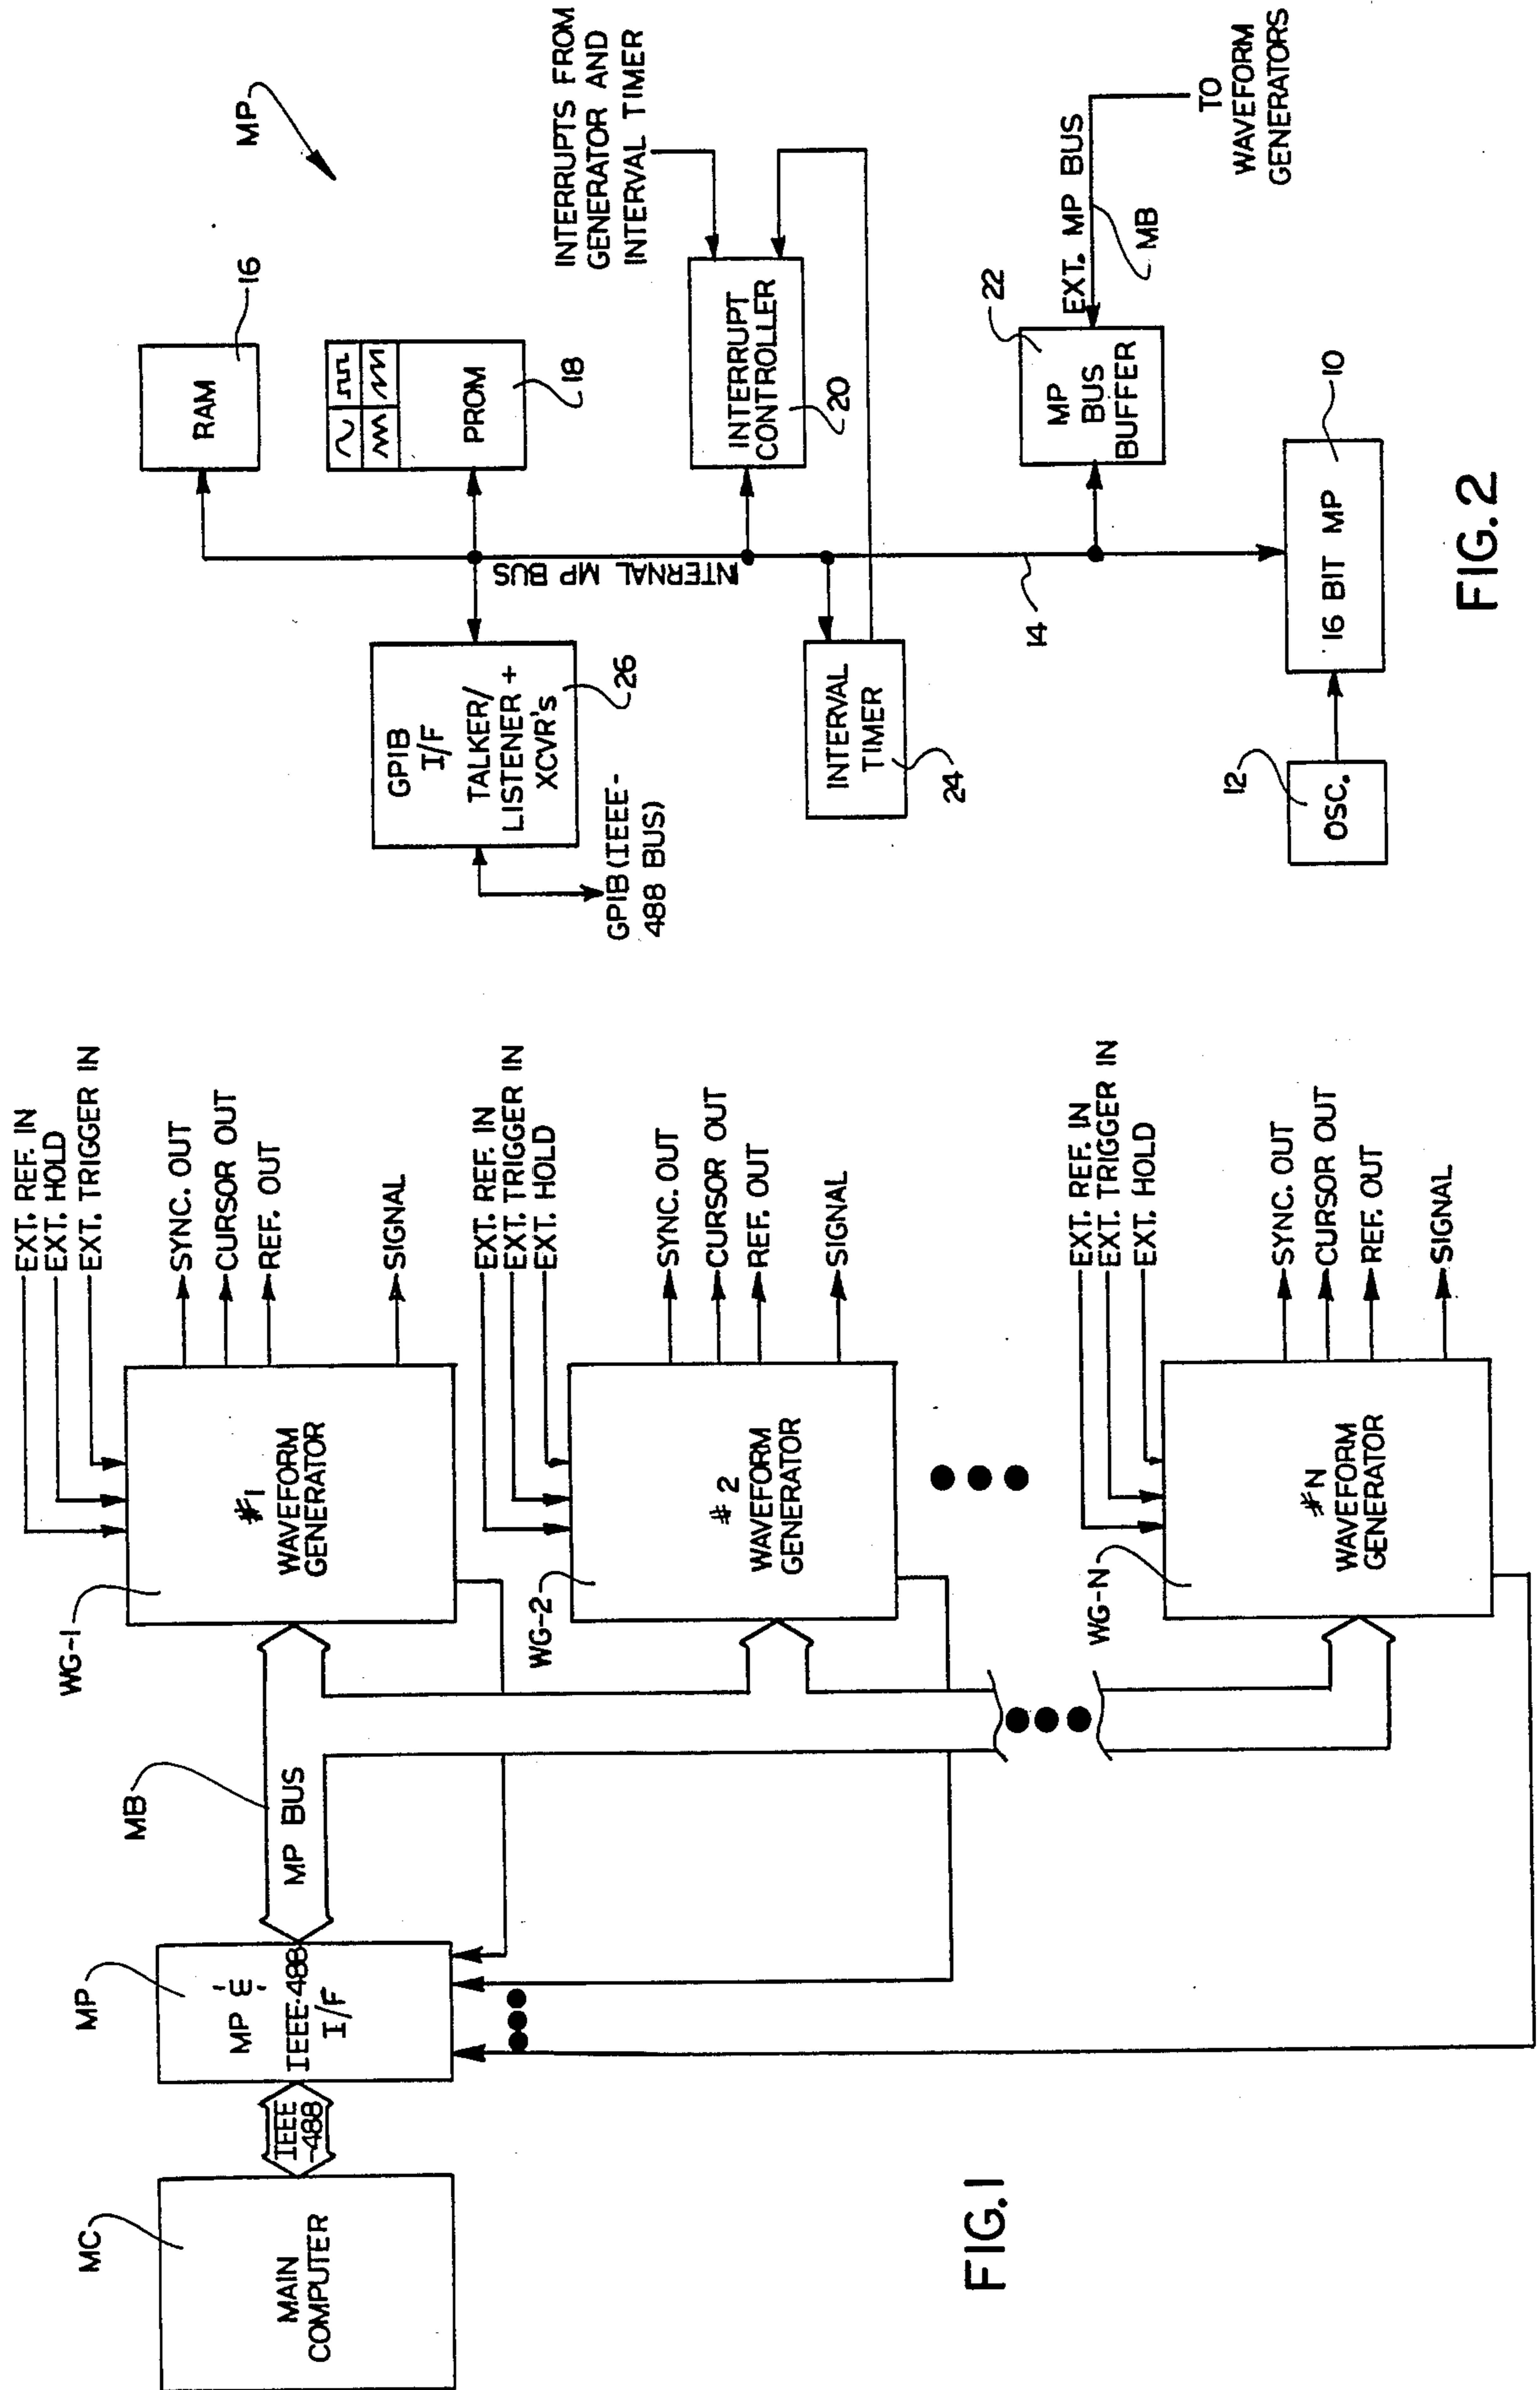 MC
MAIN
COMPUTER
IEEE
-488
MP
MP &
IEEE-488
I/F
MB
MP BUS
WG-1
#1
WAVEFORM
GENERATOR
EXT. REF. IN
EXT. HOLD
EXT. TRIGGER IN
SYNC. OUT
CURSOR OUT
REF. OUT
SIGNAL
WG-2
#2
WAVEFORM
GENERATOR
EXT. REF. IN
EXT. TRIGGER IN
EXT. HOLD
SYNC. OUT
CURSOR OUT
REF. OUT
SIGNAL
WG-N
#N
WAVEFORM
GENERATOR
EXT. REF. IN
EXT. TRIGGER IN
EXT. HOLD
SYNC. OUT
CURSOR OUT
REF. OUT
SIGNAL
FIG. 1
MP
RAM
16
PROM
18
GPIB
I/F
TALKER/
LISTENER +
XCVR's
26
GPIB (IEEE-
488 BUS)
INTERNAL MP BUS
INTERRUPTS FROM
GENERATOR AND
INTERVAL TIMER
INTERRUPT
CONTROLLER
20
INTERVAL
TIMER
24
14
22
MP
BUS
BUFFER
EXT. MP BUS
MB
TO
WAVEFORM
GENERATORS
12
OSC.
16 BIT MP
10
FIG. 2